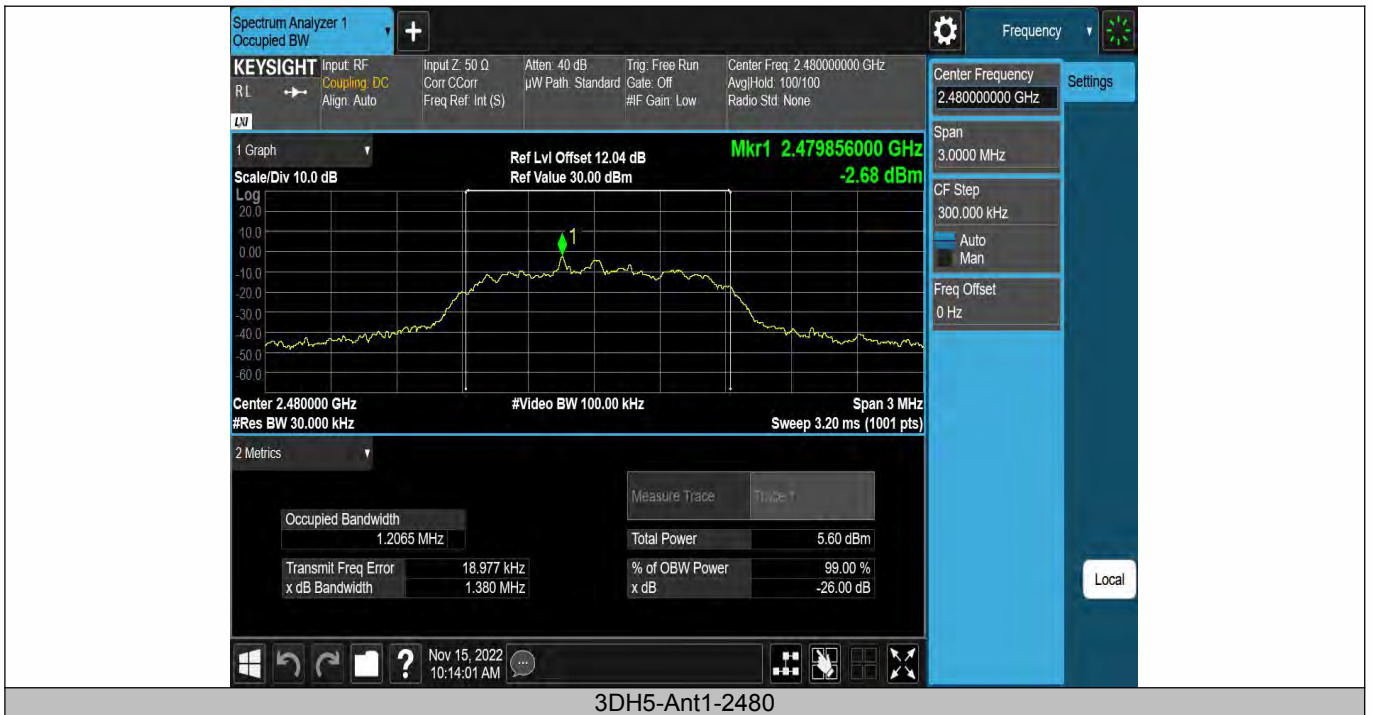 Spectrum Analyzer 1
Occupied BW
+
Frequency
KEYSIGHT
R L
LXI
Input: RF
Coupling: DC
Align: Auto
Input Z: 50 Ω
Corr CCorr
Freq Ref: Int (S)
Atten: 40 dB
µW Path: Standard
Trig: Free Run
Gate: Off
#IF Gain: Low
Center Freq: 2.480000000 GHz
Avg|Hold: 100/100
Radio Std: None
Center Frequency
2.480000000 GHz
Settings
Span
3.0000 MHz
CF Step
300.000 kHz
Auto
Man
Freq Offset
0 Hz
Local
1 Graph
Scale/Div 10.0 dB
Ref Lvl Offset 12.04 dB
Ref Value 30.00 dBm
Mkr1 2.479856000 GHz
-2.68 dBm
Log
20.0
10.0
0.00
-10.0
-20.0
-30.0
-40.0
-50.0
-60.0
1
Center 2.480000 GHz
#Res BW 30.000 kHz
#Video BW 100.00 kHz
Span 3 MHz
Sweep 3.20 ms (1001 pts)
2 Metrics
Measure Trace
Trace 1
Occupied Bandwidth
1.2065 MHz
Total Power 5.60 dBm
Transmit Freq Error 18.977 kHz
% of OBW Power 99.00 %
x dB Bandwidth 1.380 MHz
x dB -26.00 dB
?
Nov 15, 2022
10:14:01 AM
3DH5-Ant1-2480